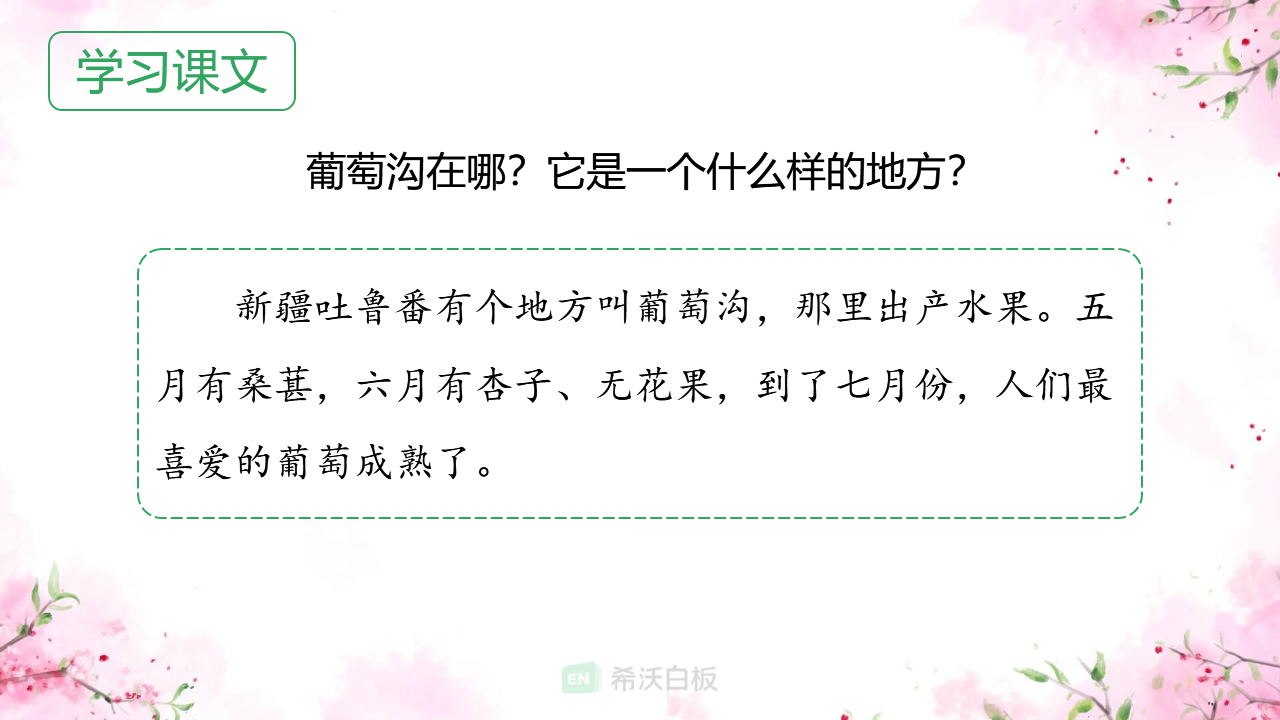 学习课文
葡萄沟在哪？它是一个什么样的地方？
新疆吐鲁番有个地方叫葡萄沟，那里出产水果。五
月有桑葚，六月有杏子、无花果，到了七月份，人们最
喜爱的葡萄成熟了。
EN 希沃白板